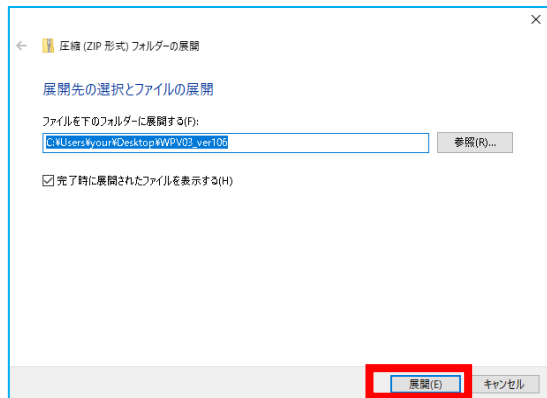 圧縮 (ZIP 形式) フォルダーの展開
展開先の選択とファイルの展開
ファイルを下のフォルダーに展開する(F):
C:¥Users¥your¥Desktop¥WPV03_ver106
参照(R)...
完了時に展開されたファイルを表示する(H)
展開(E)
キャンセル